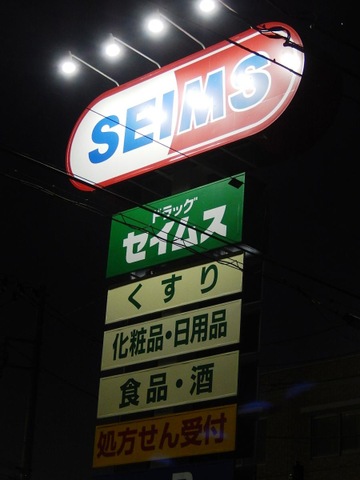 SEIMS
ドラッグ
セイムス
くすり
化粧品・日用品
食品・酒
処方せん受付